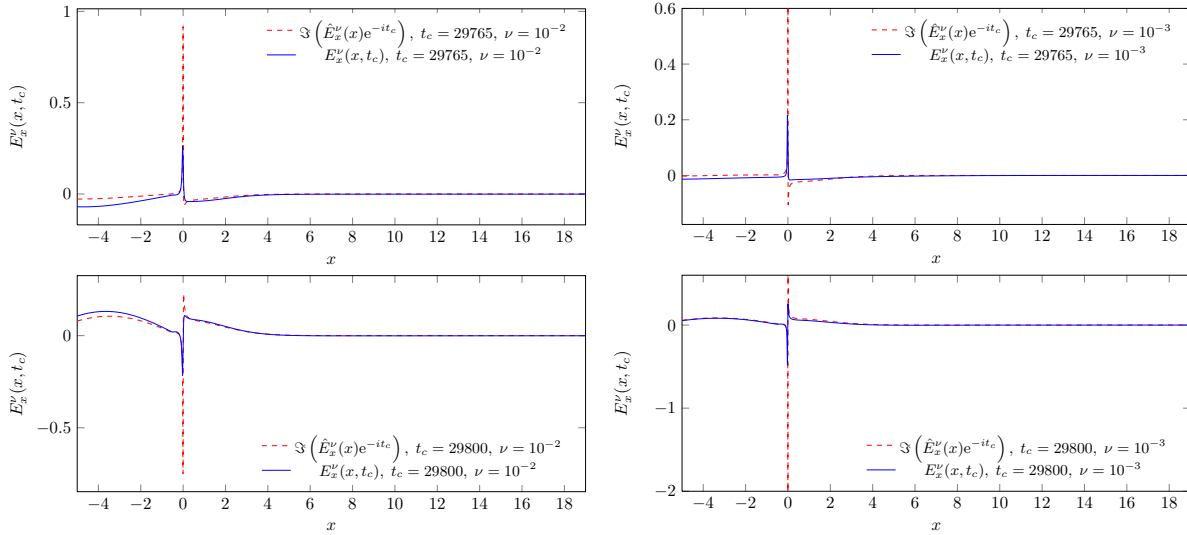 1
0.5
0
E_x^ν(x, t_c)
ℑ(Ê_x^ν(x)e^{-it_c}), t_c = 29765, ν = 10^{-2}
E_x^ν(x, t_c), t_c = 29765, ν = 10^{-2}
−4 −2 0 2 4 6 8 10 12 14 16 18
x
0.6
0.4
0.2
0
E_x^ν(x, t_c)
ℑ(Ê_x^ν(x)e^{-it_c}), t_c = 29765, ν = 10^{-3}
E_x^ν(x, t_c), t_c = 29765, ν = 10^{-3}
−4 −2 0 2 4 6 8 10 12 14 16 18
x
0
−0.5
E_x^ν(x, t_c)
ℑ(Ê_x^ν(x)e^{-it_c}), t_c = 29800, ν = 10^{-2}
E_x^ν(x, t_c), t_c = 29800, ν = 10^{-2}
−4 −2 0 2 4 6 8 10 12 14 16 18
x
0
−1
−2
E_x^ν(x, t_c)
ℑ(Ê_x^ν(x)e^{-it_c}), t_c = 29800, ν = 10^{-3}
E_x^ν(x, t_c), t_c = 29800, ν = 10^{-3}
−4 −2 0 2 4 6 8 10 12 14 16 18
x